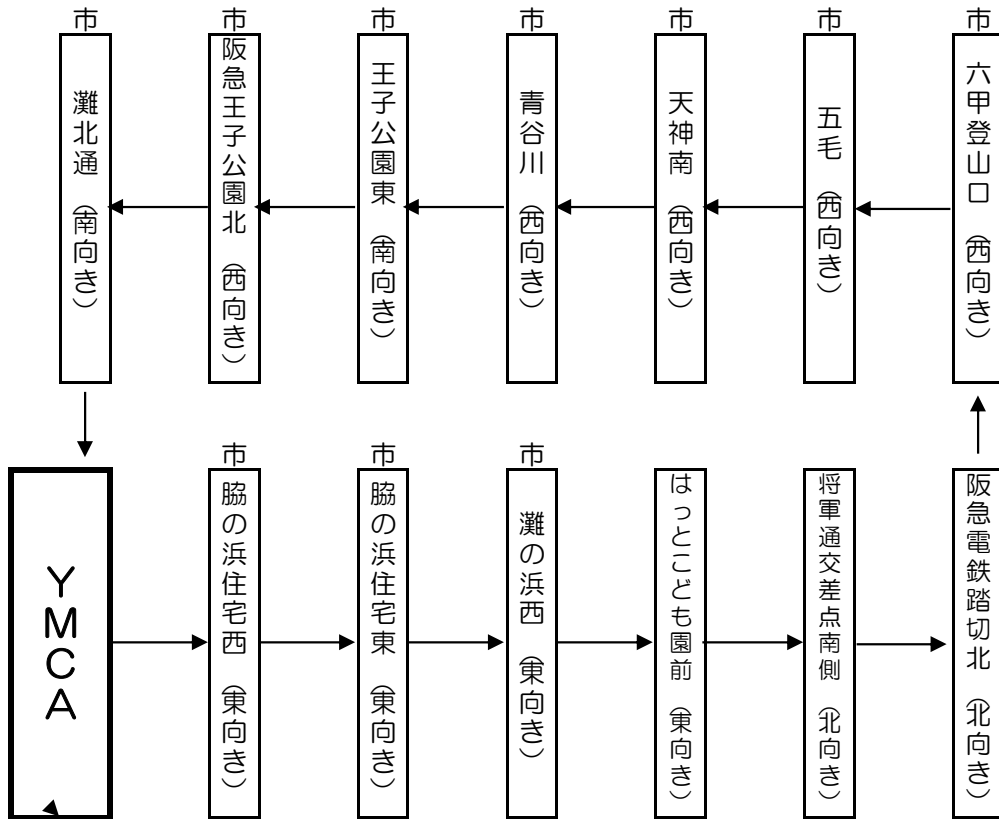 市
六甲登山口（西向き）
市
五毛（西向き）
市
天神南（西向き）
市
青谷川（西向き）
市
王子公園東（南向き）
市
阪急王子公園北（西向き）
市
灘北通（南向き）
YMCA
市
脇の浜住宅西（東向き）
市
脇の浜住宅東（東向き）
市
灘の浜西（東向き）
はっとこども園前（東向き）
将軍通交差点南側（北向き）
阪急電鉄踏切北（北向き）